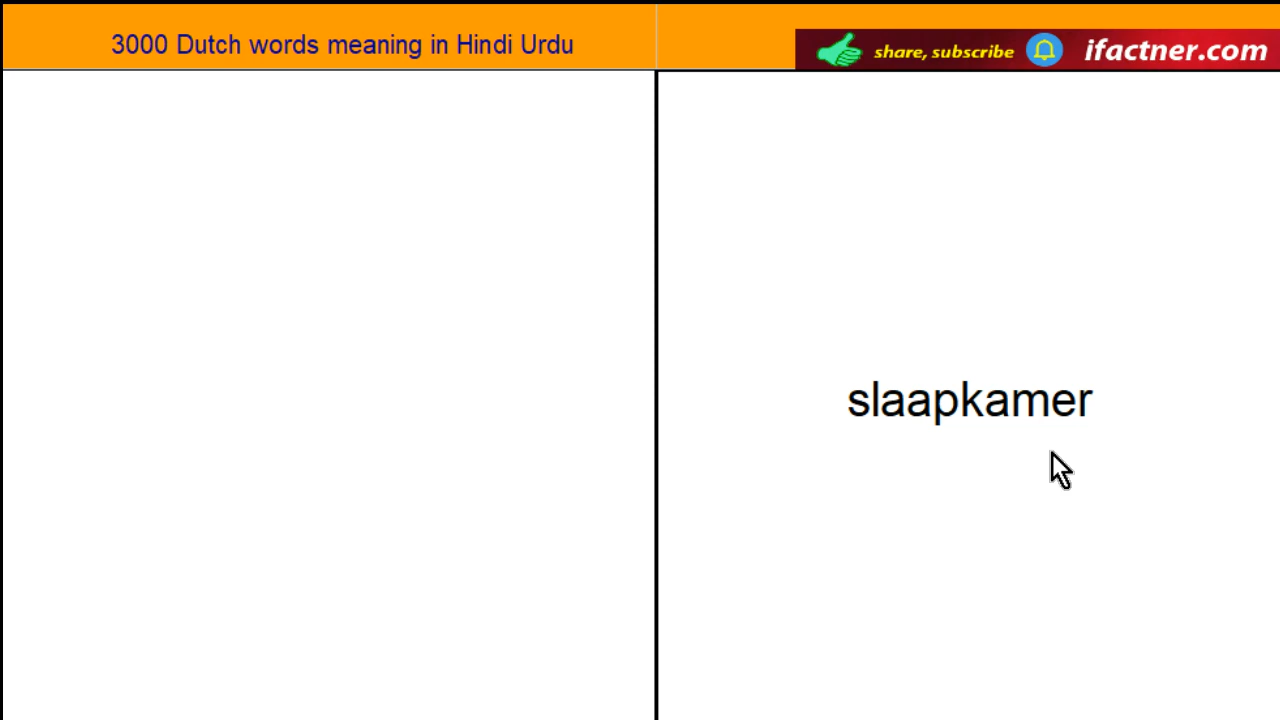 3000 Dutch words meaning in Hindi Urdu
share, subscribe
ifactner.com
slaapkamer